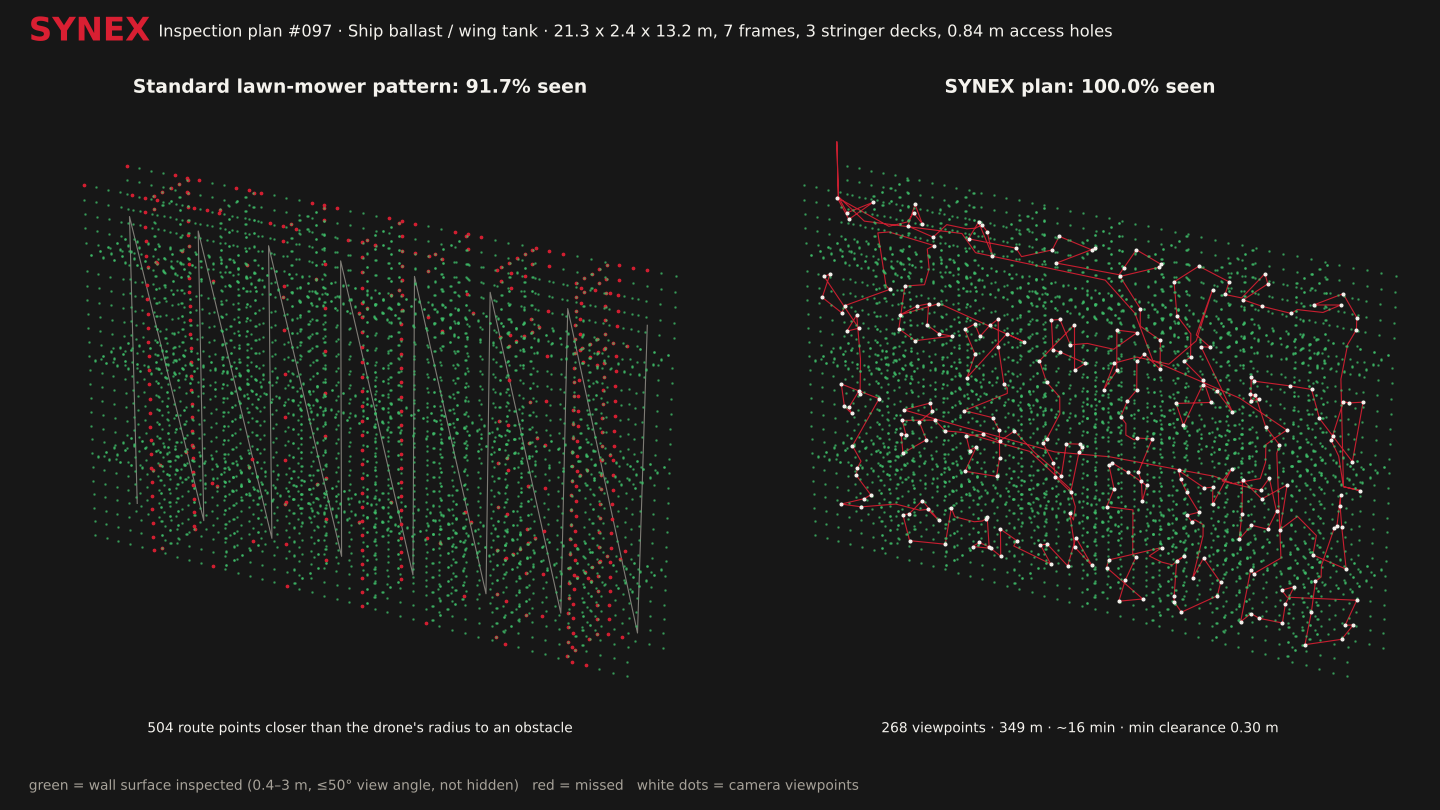 SYNEX Inspection plan #097 · Ship ballast / wing tank · 21.3 x 2.4 x 13.2 m, 7 frames, 3 stringer decks, 0.84 m access holes
Standard lawn-mower pattern: 91.7% seen
SYNEX plan: 100.0% seen
504 route points closer than the drone's radius to an obstacle
268 viewpoints · 349 m · ~16 min · min clearance 0.30 m
green = wall surface inspected (0.4–3 m, ≤50° view angle, not hidden)   red = missed   white dots = camera viewpoints